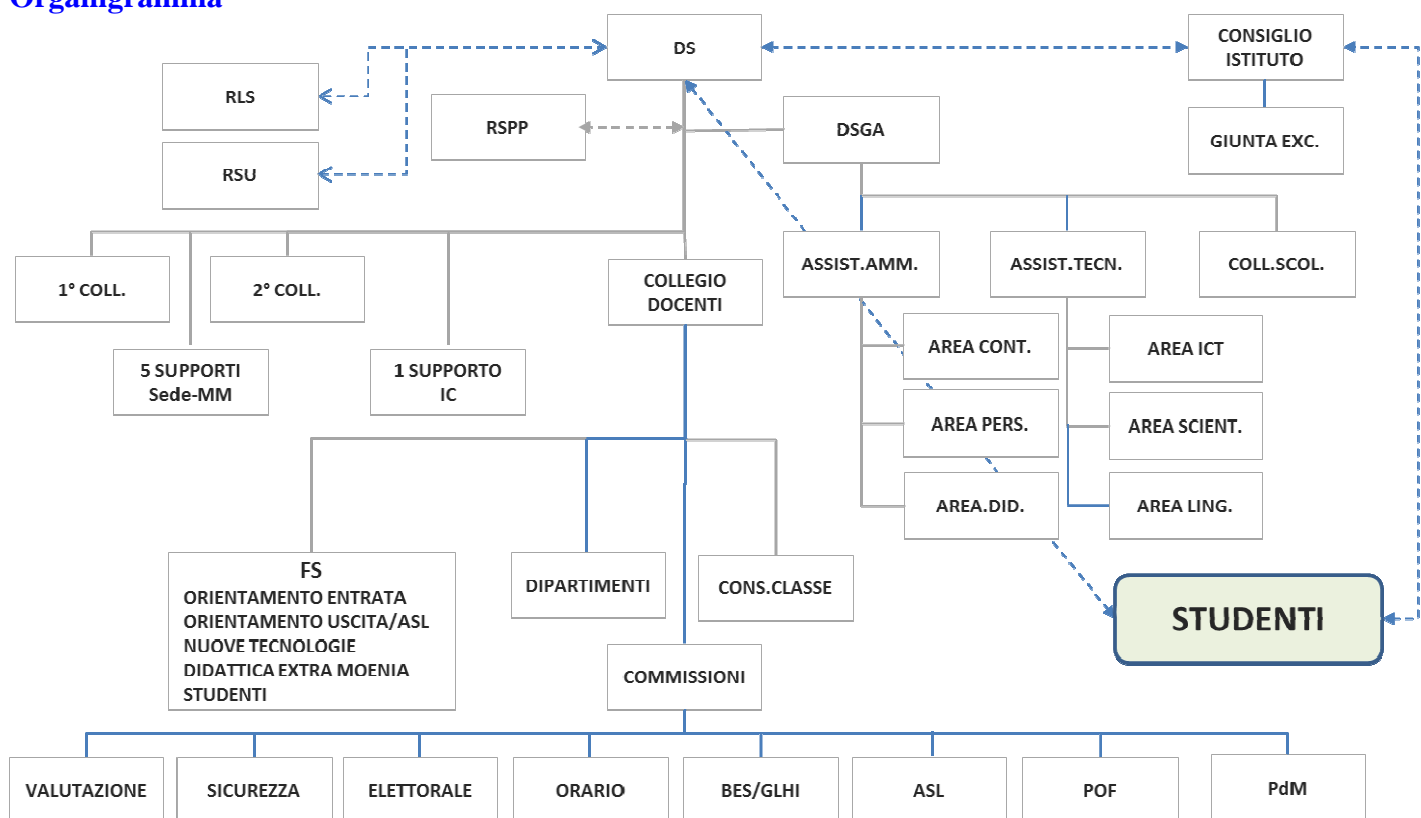 Organigramma
DS
CONSIGLIO
ISTITUTO
RLS
RSPP
DSGA
GIUNTA EXC.
RSU
1° COLL.
2° COLL.
COLLEGIO
DOCENTI
ASSIST.AMM.
ASSIST.TECN.
COLL.SCOL.
5 SUPPORTI
Sede-MM
1 SUPPORTO
IC
AREA CONT.
AREA ICT
AREA PERS.
AREA SCIENT.
AREA.DID.
AREA LING.
FS
ORIENTAMENTO ENTRATA
ORIENTAMENTO USCITA/ASL
NUOVE TECNOLOGIE
DIDATTICA EXTRA MOENIA
STUDENTI
DIPARTIMENTI
CONS.CLASSE
STUDENTI
COMMISSIONI
VALUTAZIONE
SICUREZZA
ELETTORALE
ORARIO
BES/GLHI
ASL
POF
PdM